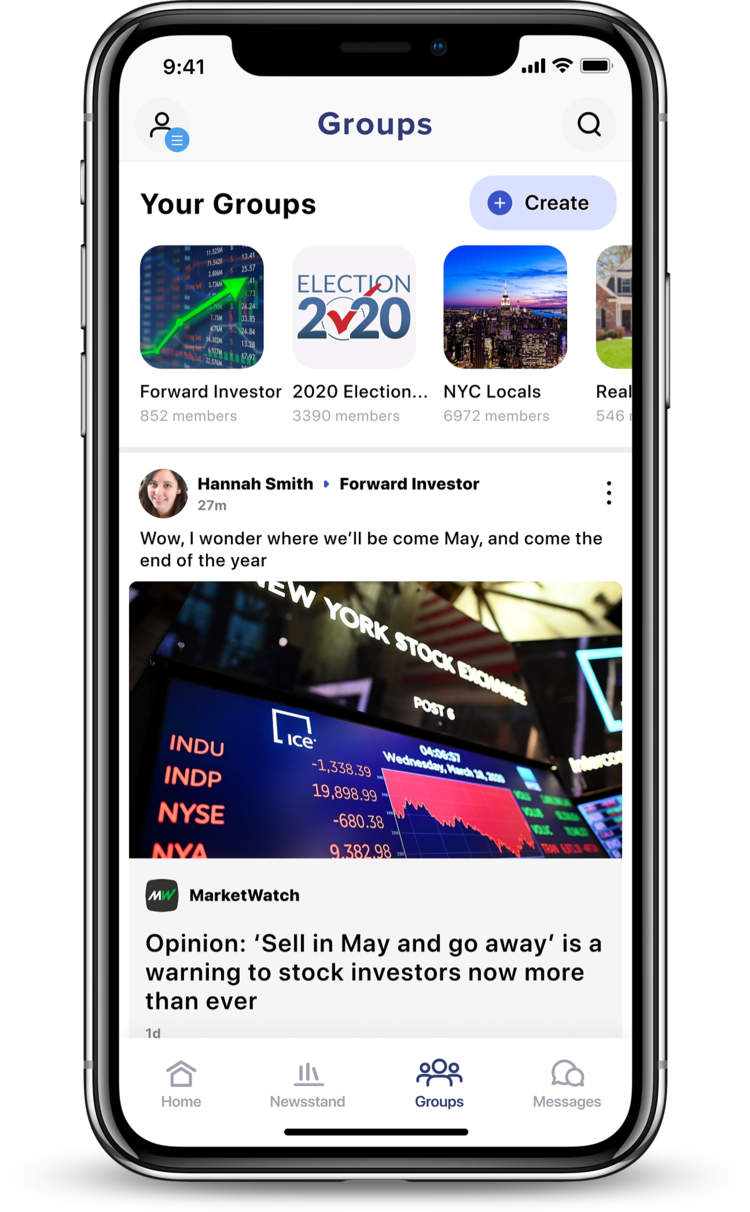 9:41
Groups
Your Groups
Create
ELECTION
2020
Forward Investor
852 members
2020 Election...
3390 members
NYC Locals
6972 members
Real
546
Hannah Smith Forward Investor
27m
Wow, I wonder where we’ll be come May, and come the
end of the year
NEW YORK STOCK EXCHANGE
POST 6
ice
04:06:57
Wednesday, March 18, 2020
INDU -1,338.39
INDP 19,898.99
NYSE -680.38
NYA 9,382.98
MW MarketWatch
Opinion: ‘Sell in May and go away’ is a
warning to stock investors now more
than ever
1d
Home
Newsstand
Groups
Messages